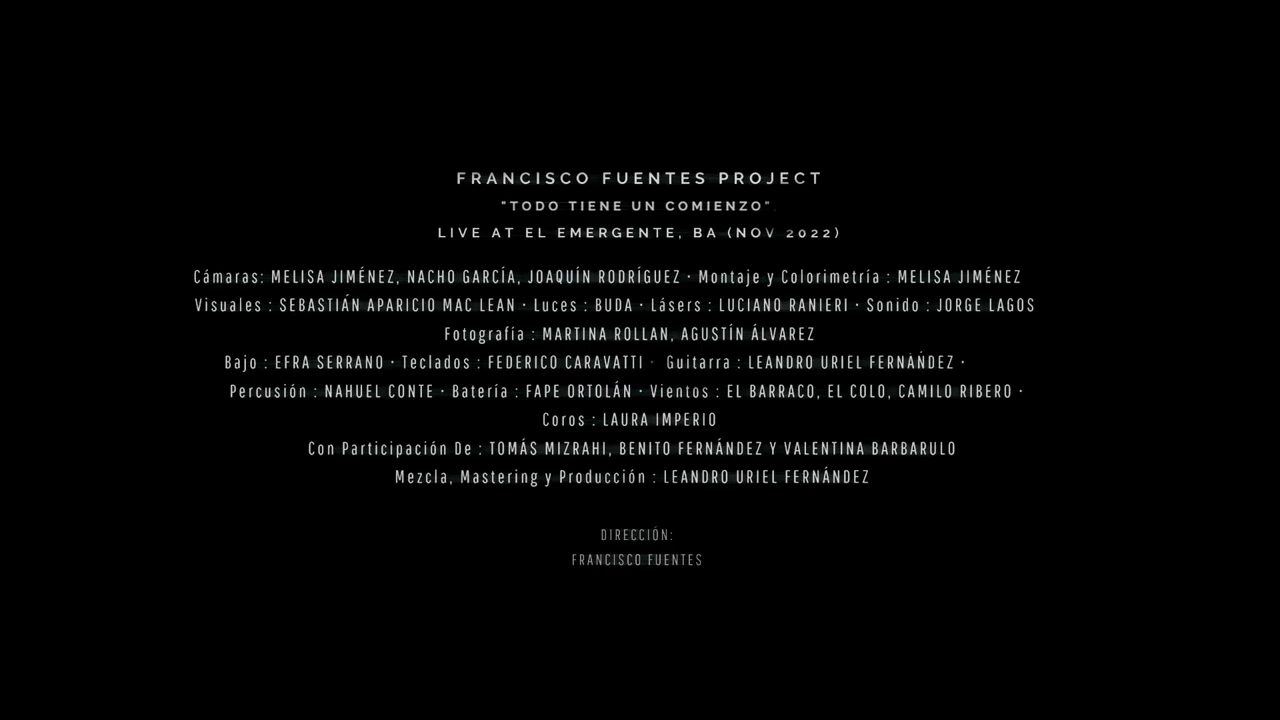 FRANCISCO FUENTES PROJECT
"TODO TIENE UN COMIENZO"
LIVE AT EL EMERGENTE, BA (NOV 2022)
Cámaras: MELISA JIMÉNEZ, NACHO GARCÍA, JOAQUÍN RODRÍGUEZ · Montaje y Colorimetría : MELISA JIMÉNEZ
Visuales : SEBASTIÁN APARICIO MAC LEAN · Luces : BUDA · Lásers : LUCIANO RANIERI · Sonido : JORGE LAGOS
Fotografía : MARTINA ROLLAN, AGUSTÍN ÁLVAREZ
Bajo : EFRA SERRANO · Teclados : FEDERICO CARAVATTI · Guitarra : LEANDRO URIEL FERNÁNDEZ ·
Percusión : NAHUEL CONTE · Batería : FAPE ORTOLÁN · Vientos : EL BARRACO, EL COLO, CAMILO RIBERO ·
Coros : LAURA IMPERIO
Con Participación De : TOMÁS MIZRAHI, BENITO FERNÁNDEZ Y VALENTINA BARBARULO
Mezcla, Mastering y Producción : LEANDRO URIEL FERNÁNDEZ
DIRECCIÓN:
FRANCISCO FUENTES